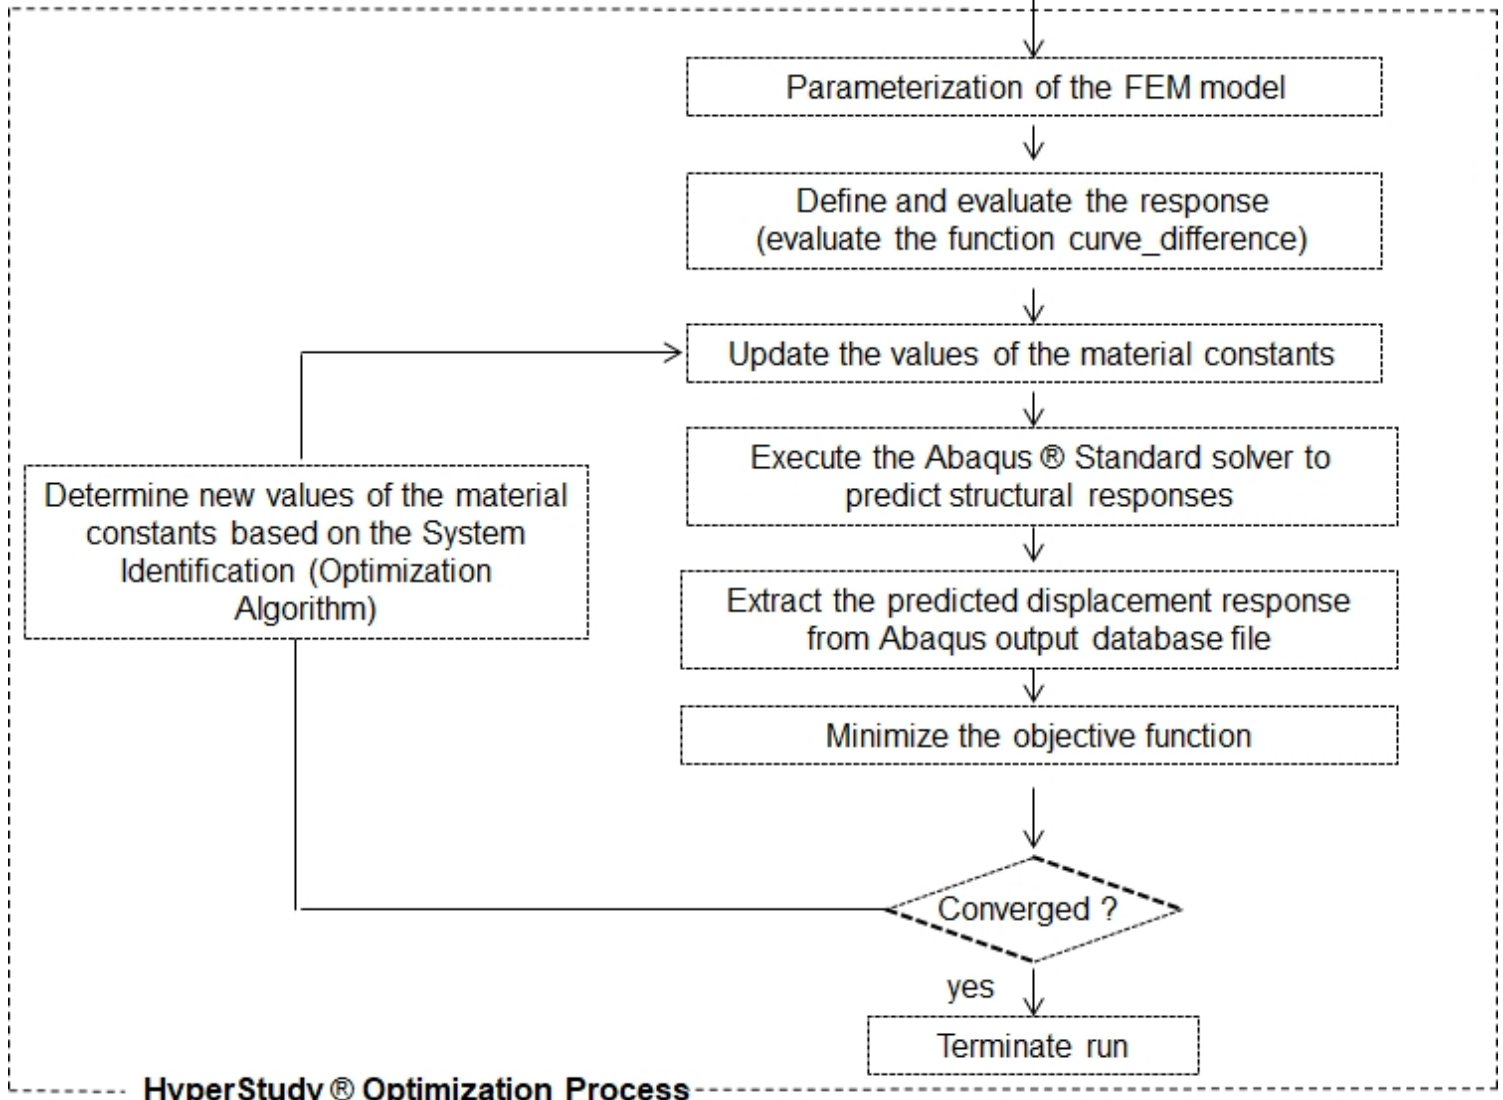 Parameterization of the FEM model
Define and evaluate the response
(evaluate the function curve_difference)
Update the values of the material constants
Execute the Abaqus ® Standard solver to
predict structural responses
Determine new values of the material
constants based on the System
Identification (Optimization
Algorithm)
Extract the predicted displacement response
from Abaqus output database file
Minimize the objective function
Converged ?
yes
Terminate run
HyperStudy ® Optimization Process